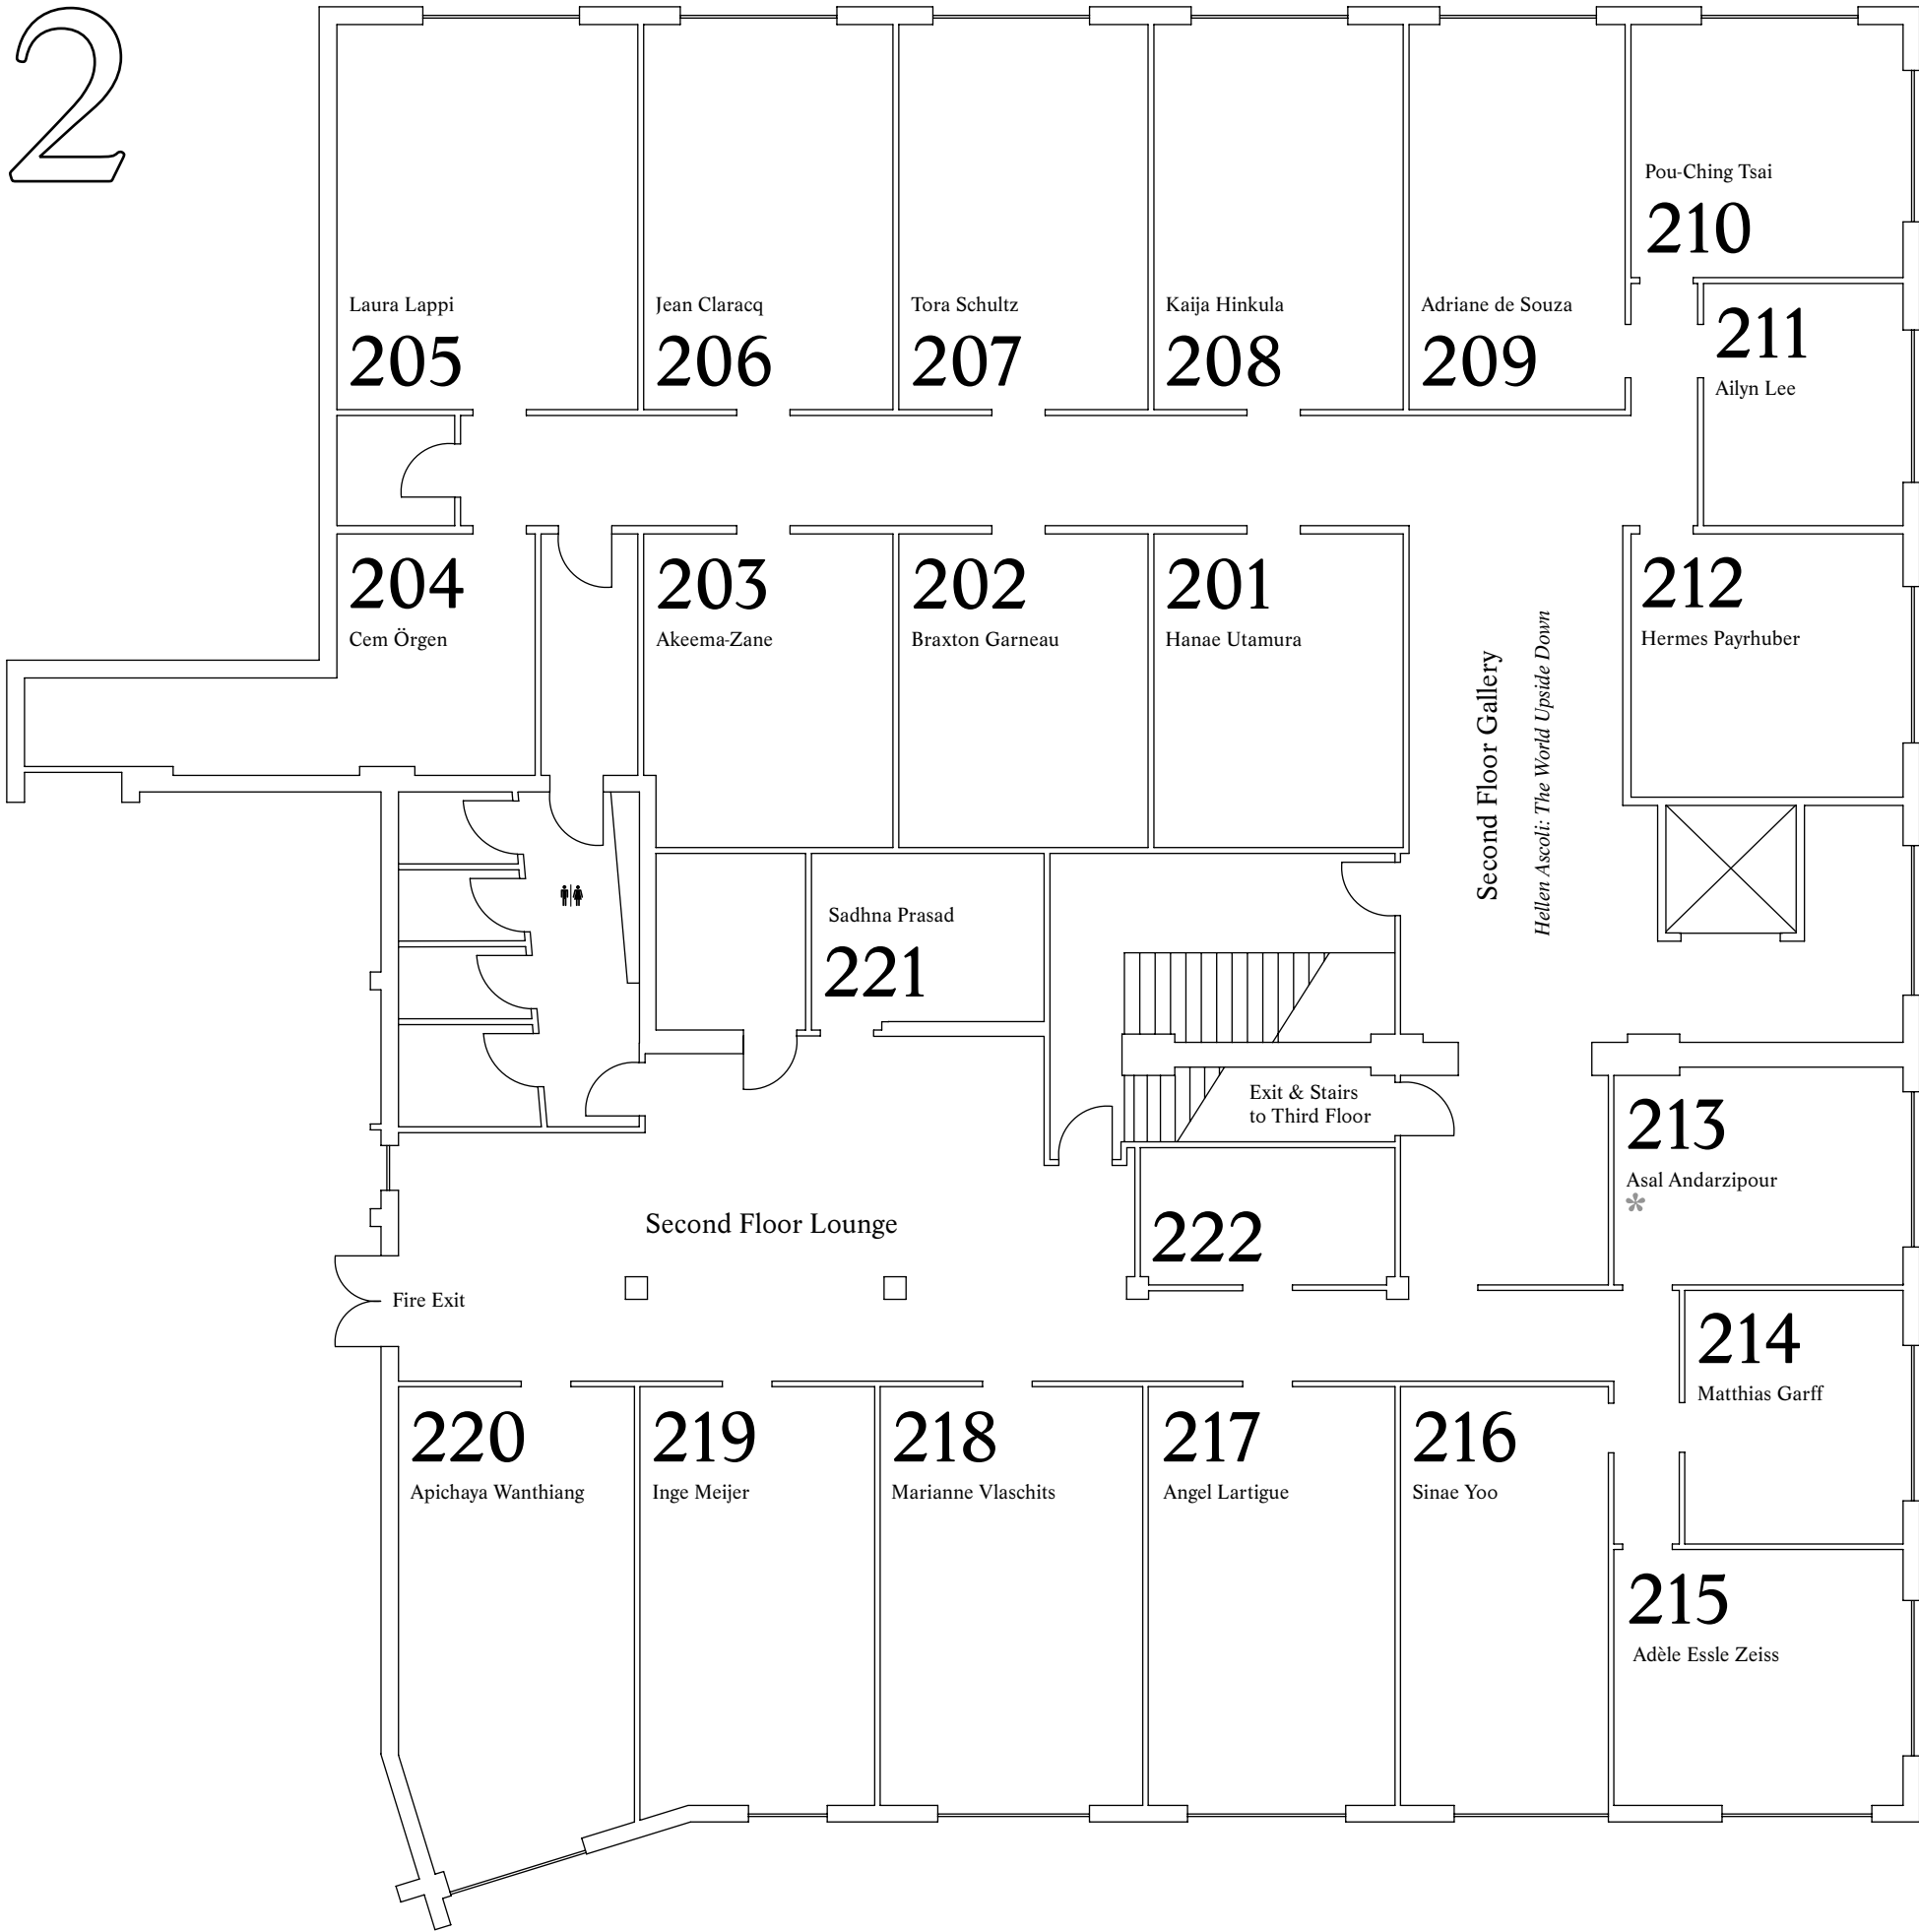 2
Pou-Ching Tsai
210
Laura Lappi
205
Jean Claracq
206
Tora Schultz
207
Kaija Hinkula
208
Adriane de Souza
209
211
Ailyn Lee
204
Cem Örgen
203
Akeema-Zane
202
Braxton Garneau
201
Hanae Utamura
212
Hermes Payrhuber
Second Floor Gallery
Hellen Ascoli: The World Upside Down
Sadhna Prasad
221
Exit & Stairs
to Third Floor
213
Asal Andarzipour
*
Second Floor Lounge
222
Fire Exit
214
Matthias Garff
220
Apichaya Wanthiang
219
Inge Meijer
218
Marianne Vlaschits
217
Angel Lartigue
216
Sinae Yoo
215
Adèle Essle Zeiss